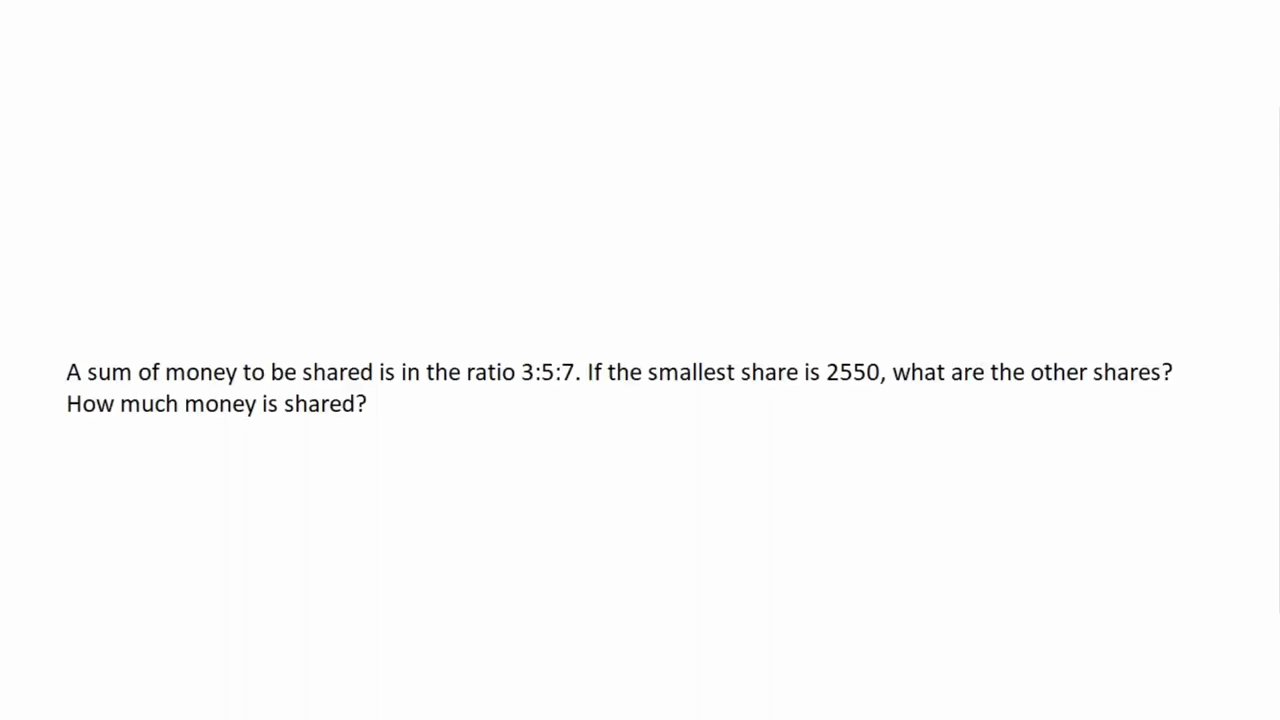 A sum of money to be shared is in the ratio 3:5:7. If the smallest share is 2550, what are the other shares?
How much money is shared?